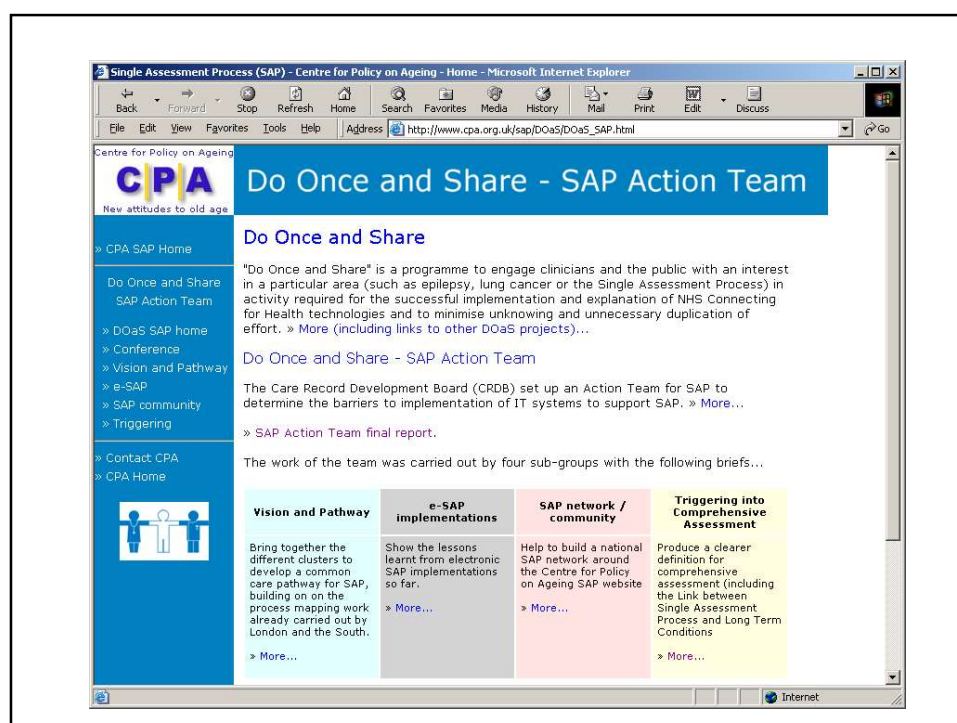 Single Assessment Process (SAP) - Centre for Policy on Ageing - Home - Microsoft Internet Explorer
Back Forward Stop Refresh Home Search Favorites Media History Mail Print Edit Discuss
File Edit View Favorites Tools Help Address http://www.cpa.org.uk/sap/DOaS/DOaS_SAP.html Go
Centre for Policy on Ageing
CPA
New attitudes to old age
Do Once and Share - SAP Action Team
» CPA SAP Home
Do Once and Share
SAP Action Team
» DOaS SAP home
» Conference
» Vision and Pathway
» e-SAP
» SAP community
» Triggering
» Contact CPA
» CPA Home
Do Once and Share
"Do Once and Share" is a programme to engage clinicians and the public with an interest
in a particular area (such as epilepsy, lung cancer or the Single Assessment Process) in
activity required for the successful implementation and explanation of NHS Connecting
for Health technologies and to minimise unknowing and unnecessary duplication of
effort. » More (including links to other DOaS projects)...
Do Once and Share - SAP Action Team
The Care Record Development Board (CRDB) set up an Action Team for SAP to
determine the barriers to implementation of IT systems to support SAP. » More...
» SAP Action Team final report.
The work of the team was carried out by four sub-groups with the following briefs...
Vision and Pathway
Bring together the
different clusters to
develop a common
care pathway for SAP,
building on on the
process mapping work
already carried out by
London and the South.
» More...
e-SAP
implementations
Show the lessons
learnt from electronic
SAP implementations
so far.
» More...
SAP network /
community
Help to build a national
SAP network around
the Centre for Policy
on Ageing SAP website
» More...
Triggering into
Comprehensive
Assessment
Produce a clearer
definition for
comprehensive
assessment (including
the Link between
Single Assessment
Process and Long Term
Conditions
» More...
Internet